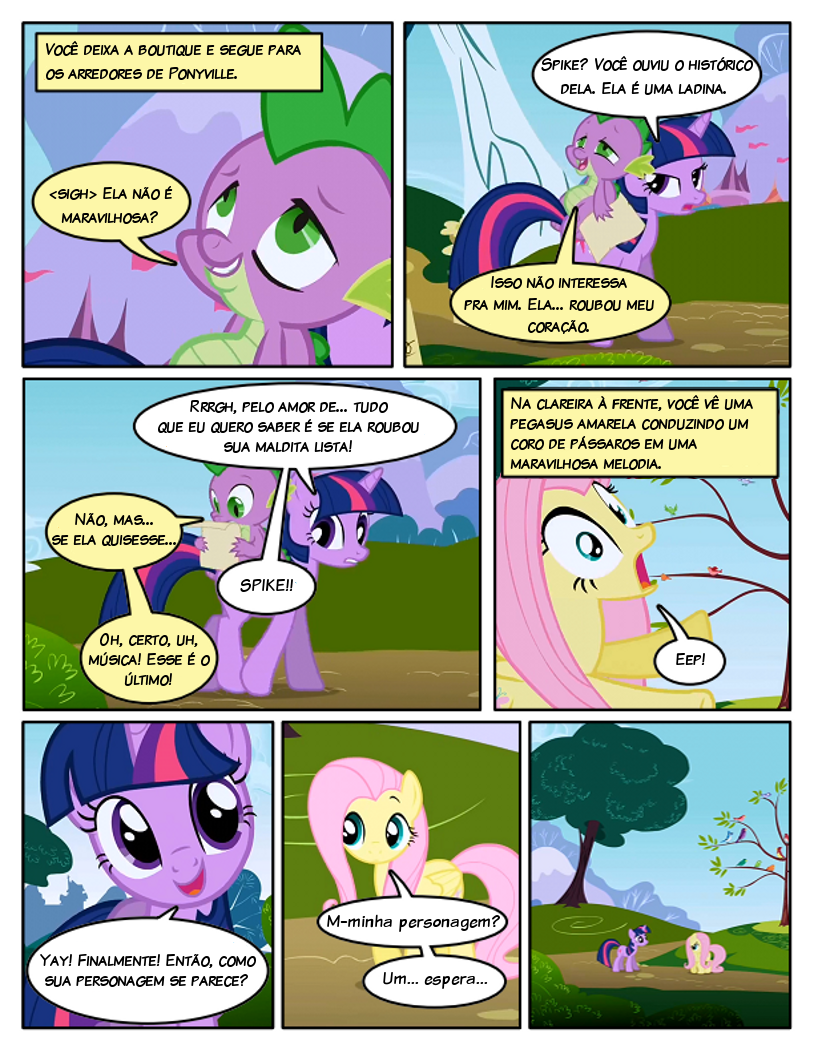 Você deixa a boutique e segue para
os arredores de Ponyville.
<sigh> Ela não é
maravilhosa?
Spike? Você ouviu o histórico
dela. Ela é uma ladina.
Isso não interessa
pra mim. Ela... roubou meu
coração.
Rrrgh, pelo amor de... tudo
que eu quero saber é se ela roubou
sua maldita lista!
Não, mas...
se ela quisesse...
SPIKE!!
Oh, certo, uh,
música! Esse é o
último!
Na clareira à frente, você vê uma
pegasus amarela conduzindo um
coro de pássaros em uma
maravilhosa melodia.
Eep!
Yay! Finalmente! Então, como
sua personagem se parece?
M-minha personagem?
Um... espera...